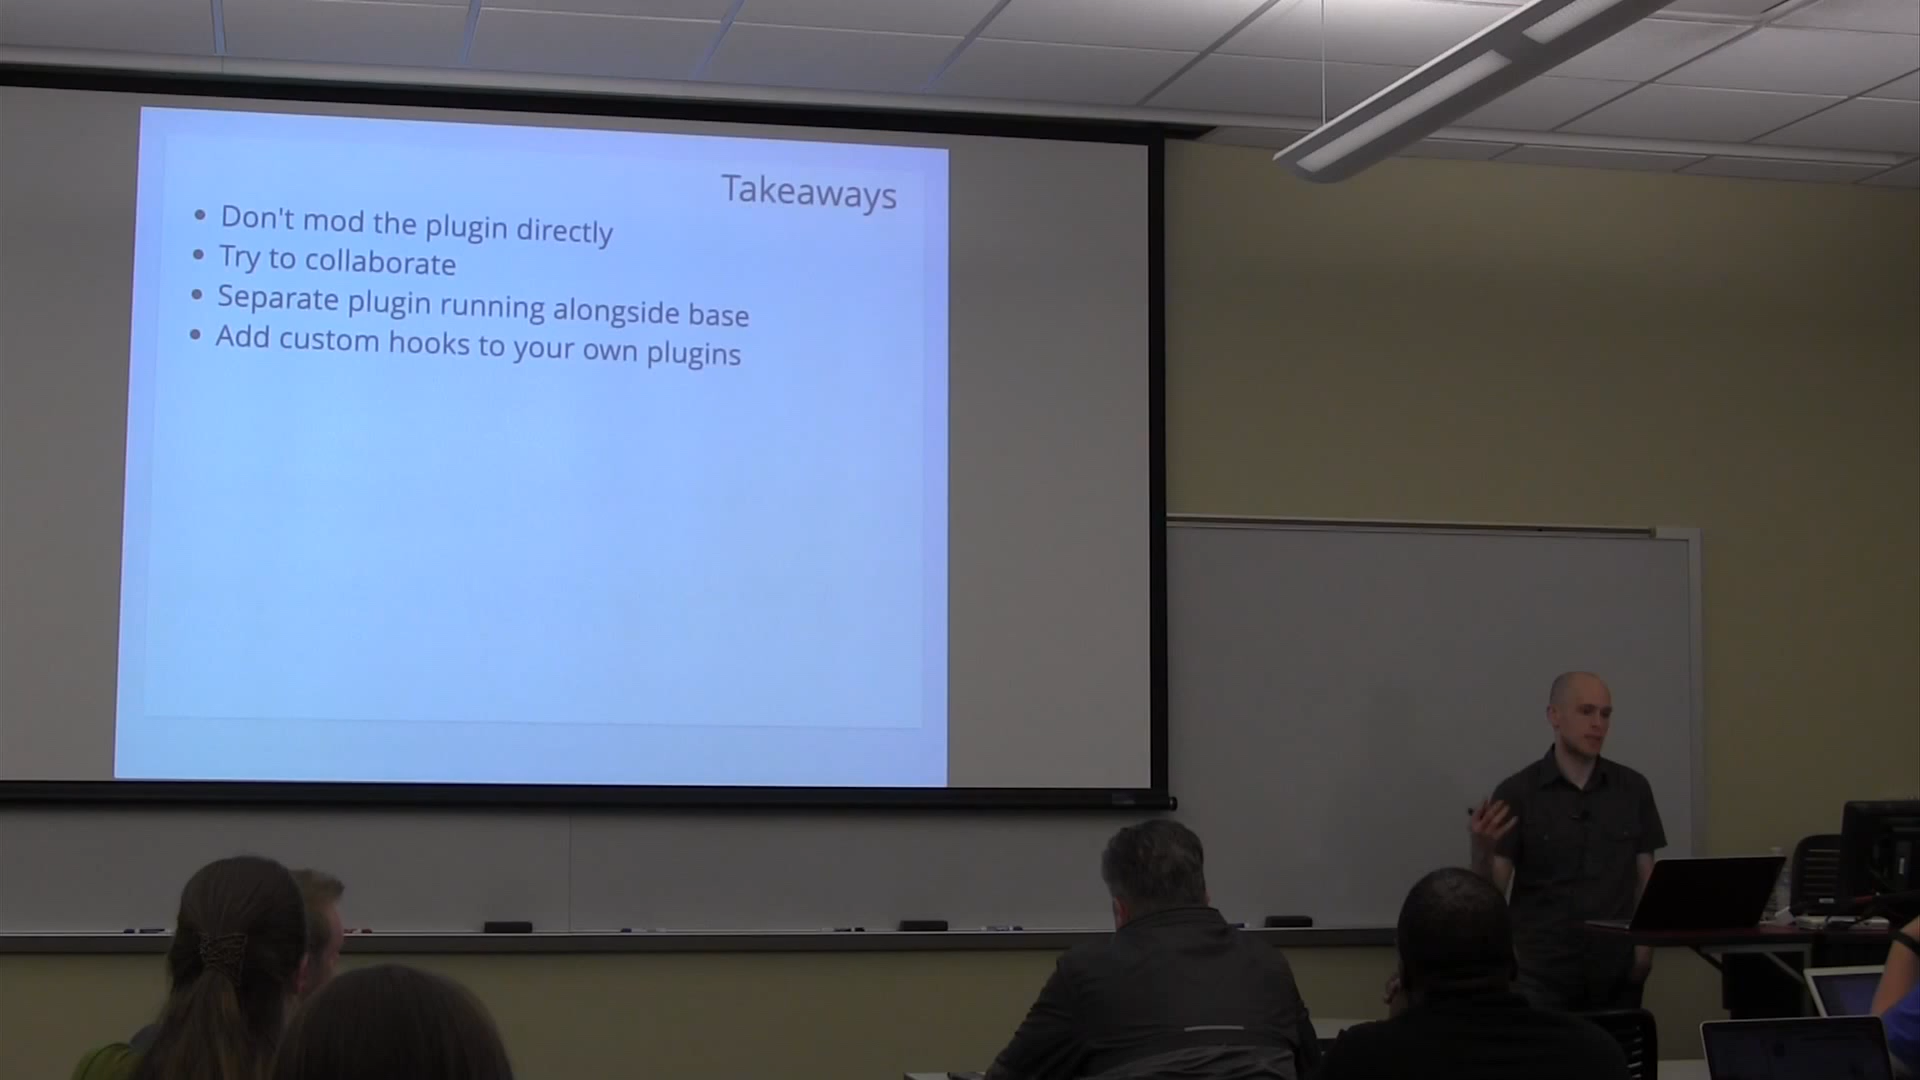 Takeaways
Don't mod the plugin directly
Try to collaborate
Separate plugin running alongside base
Add custom hooks to your own plugins